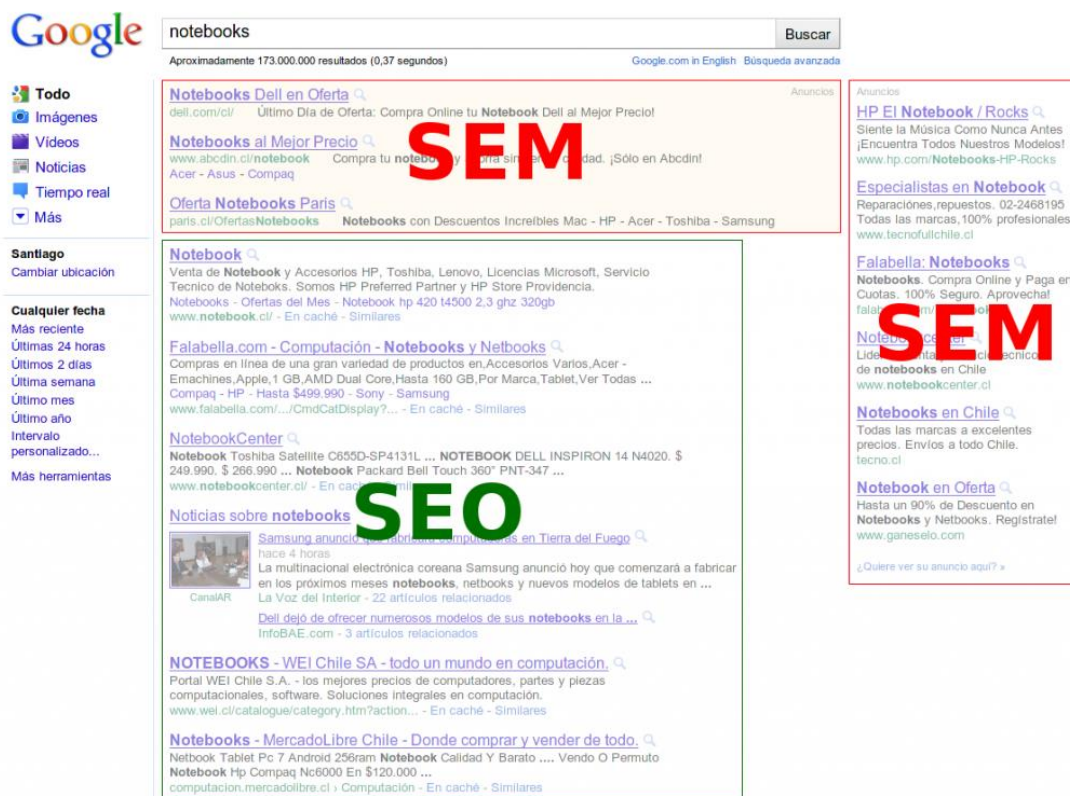 Google
notebooks
Buscar
Aproximadamente 173.000.000 resultados (0,37 segundos)
Google.com in English Búsqueda avanzada
Todo
Imágenes
Vídeos
Noticias
Tiempo real
Más
Santiago
Cambiar ubicación
Cualquier fecha
Más reciente
Últimas 24 horas
Últimos 2 días
Última semana
Último mes
Último año
Intervalo
personalizado...
Más herramientas
Notebooks Dell en Oferta
Anuncios
dell.com/cl/ Último Día de Oferta: Compra Online tu Notebook Dell al Mejor Precio!
Notebooks al Mejor Precio
www.abcdin.cl/notebook Compra tu ¡Sólo en Abcdin!
Acer - Asus - Compaq
Oferta Notebooks Paris
paris.cl/OfertasNotebooks Notebooks con Descuentos Increíbles Mac - HP - Acer - Toshiba - Samsung
SEM
Notebook
Venta de Notebook y Accesorios HP, Toshiba, Lenovo, Licencias Microsoft, Servicio
Tecnico de Noteboks. Somos HP Preferred Partner y HP Store Providencia.
Notebooks - Ofertas del Mes - Notebook hp 420 t4500 2,3 ghz 320gb
www.notebook.cl/ - En caché - Similares
Falabella.com - Computación - Notebooks y Netbooks
Compras en línea de una gran variedad de productos en,Accesorios Varios,Acer -
Emachines,Apple,1 GB,AMD Dual Core,Hasta 160 GB,Por Marca,Tablet,Ver Todas ...
Compaq - HP - Hasta $499.990 - Sony - Samsung
www.falabella.com/.../CmdCatDisplay?... - En caché - Similares
NotebookCenter
Notebook Toshiba Satellite C655D-SP4131L ... NOTEBOOK DELL INSPIRON 14 N4020. $
249.990. $ 266.990 ... Notebook Packard Bell Touch 360° PNT-347 ...
www.notebookcenter.cl/ - En
SEO
Noticias sobre notebooks
Samsung anunció que fabricará computadoras en Tierra del Fuego
hace 4 horas
La multinacional electrónica coreana Samsung anunció hoy que comenzará a fabricar
en los próximos meses notebooks, netbooks y nuevos modelos de tablets en ...
CanalAR
La Voz del Interior - 22 artículos relacionados
Dell dejó de ofrecer numerosos modelos de sus notebooks en la ...
InfoBAE.com - 3 artículos relacionados
NOTEBOOKS - WEI Chile SA - todo un mundo en computación.
Portal WEI Chile S.A. - los mejores precios de computadores, partes y piezas
computacionales, software. Soluciones integrales en computación.
www.wei.cl/catalogue/category.htm?action... - En caché - Similares
Notebooks - MercadoLibre Chile - Donde comprar y vender de todo.
Netbook Tablet Pc 7 Android 256ram Notebook Calidad Y Barato .... Vendo O Permuto
Notebook Hp Compaq Nc6000 En $120.000 ...
computacion.mercadolibre.cl › Computación - En caché - Similares
Anuncios
HP El Notebook / Rocks
Siente la Música Como Nunca Antes
¡Encuentra Todos Nuestros Modelos!
www.hp.com/Notebooks-HP-Rocks
Especialistas en Notebook
Reparaciónes,repuestos. 02-2468195
Todas las marcas,100% profesionales
www.tecnofullchile.cl
Falabella: Notebooks
Notebooks. Compra Online y Paga en
Cuotas. 100% Seguro. Aprovecha!
SEM
de notebooks en Chile
www.notebookcenter.cl
Notebooks en Chile
Todas las marcas a excelentes
precios. Envíos a todo Chile.
tecno.cl
Notebook en Oferta
Hasta un 90% de Descuento en
Notebooks y Netbooks. Regístrate!
www.ganeselo.com
¿Quiere ver su anuncio aquí? »